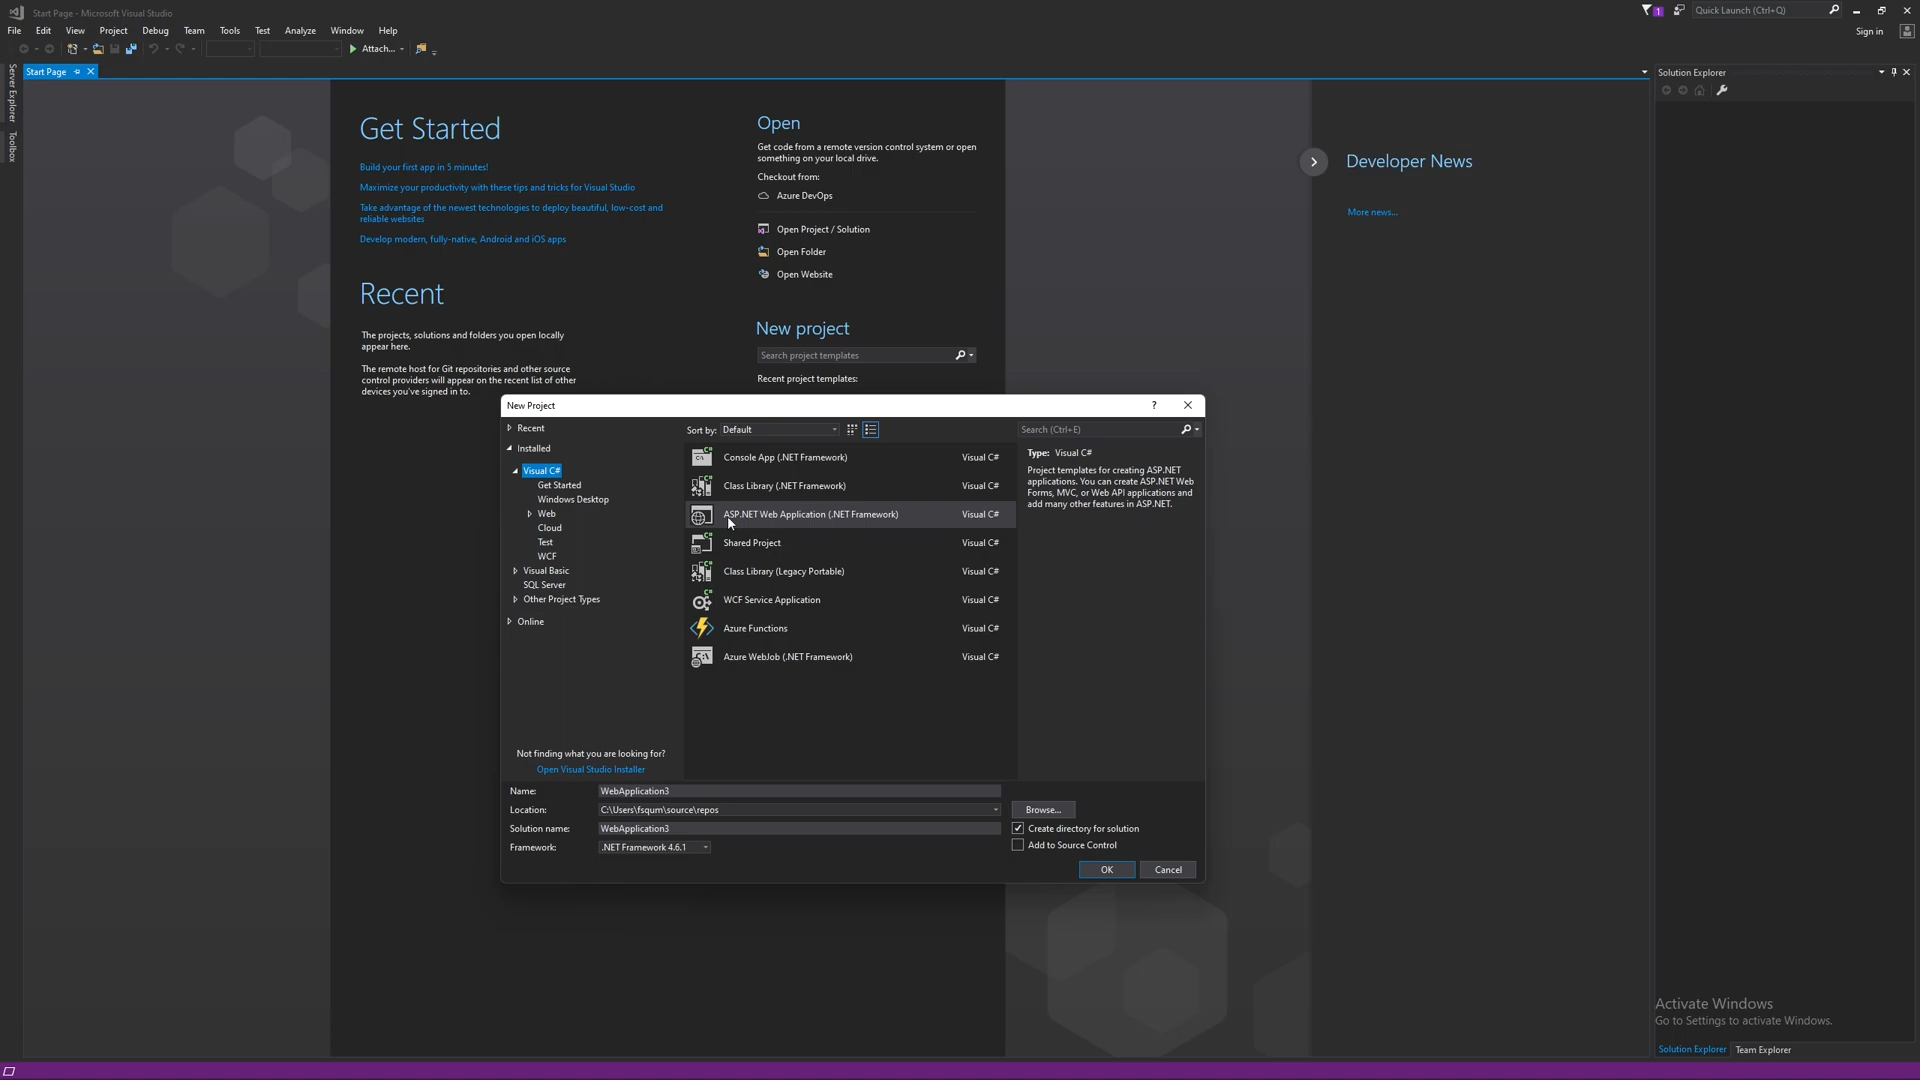 Start Page - Microsoft Visual Studio
1
Quick Launch (Ctrl+Q)
File Edit View Project Debug Team Tools Test Analyze Window Help
Sign in
Attach...
Server Explorer
Toolbox
Start Page
Get Started
Build your first app in 5 minutes!
Maximize your productivity with these tips and tricks for Visual Studio
Take advantage of the newest technologies to deploy beautiful, low-cost and
reliable websites
Develop modern, fully-native, Android and iOS apps
Recent
The projects, solutions and folders you open locally
appear here.
The remote host for Git repositories and other source
control providers will appear on the recent list of other
devices you've signed in to.
Open
Get code from a remote version control system or open
something on your local drive.
Checkout from:
Azure DevOps
Open Project / Solution
Open Folder
Open Website
New project
Search project templates
Recent project templates:
Developer News
More news...
Solution Explorer
New Project
?
Recent
Installed
Visual C#
Get Started
Windows Desktop
Web
Cloud
Test
WCF
Visual Basic
SQL Server
Other Project Types
Online
Not finding what you are looking for?
Open Visual Studio Installer
Sort by: Default
Search (Ctrl+E)
Console App (.NET Framework) Visual C#
Class Library (.NET Framework) Visual C#
ASP.NET Web Application (.NET Framework) Visual C#
Shared Project Visual C#
Class Library (Legacy Portable) Visual C#
WCF Service Application Visual C#
Azure Functions Visual C#
Azure WebJob (.NET Framework) Visual C#
Type: Visual C#
Project templates for creating ASP.NET
applications. You can create ASP.NET Web
Forms, MVC, or Web API applications and
add many other features in ASP.NET.
Name: WebApplication3
Location: C:\Users\fsqum\source\repos
Browse...
Solution name: WebApplication3
Create directory for solution
Framework: .NET Framework 4.6.1
Add to Source Control
OK
Cancel
Activate Windows
Go to Settings to activate Windows.
Solution Explorer Team Explorer